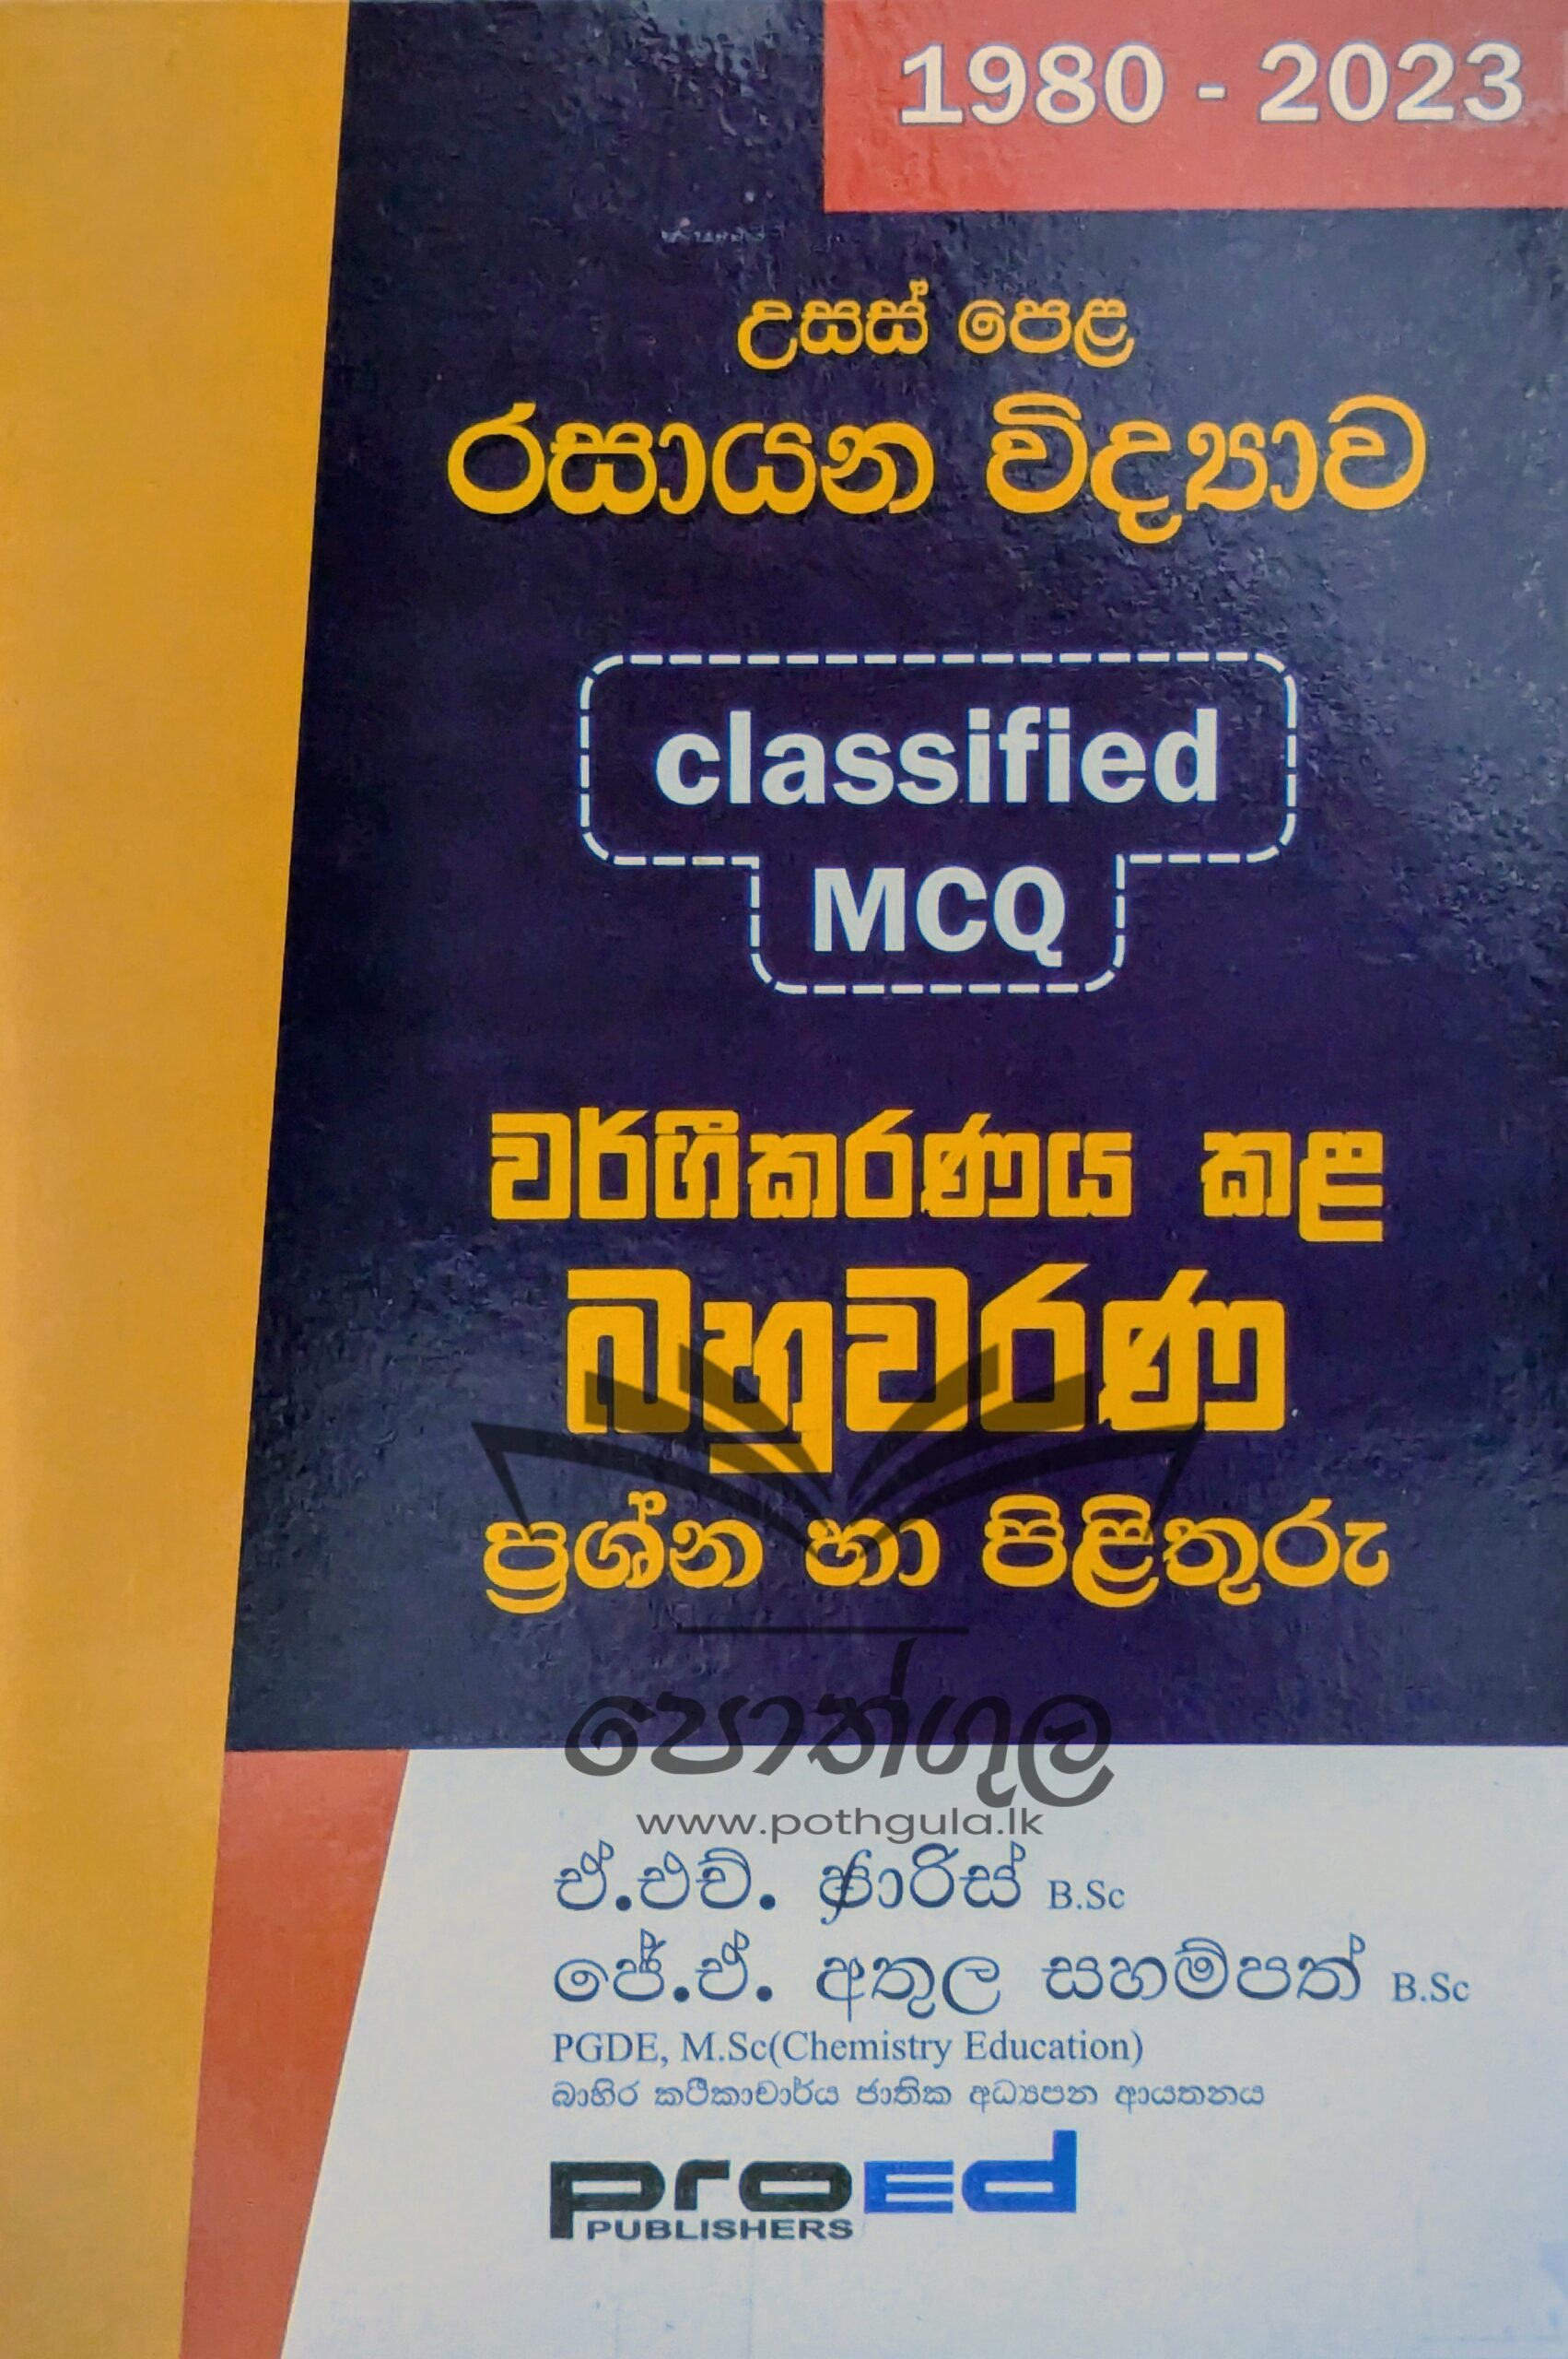 1980 - 2023
උසස් පෙළ
රසායන විද්‍යාව
classified
MCQ
වර්ගීකරණය කළ
බහුවරණ
ප්‍රශ්න හා පිළිතුරු
පොත්ගුල
www.pothgula.lk
ඒ.එච්. ෆාරිස් B.Sc
ජේ.ඒ. අතුල සහම්පත් B.Sc
PGDE, M.Sc(Chemistry Education)
බාහිර කථිකාචාර්ය ජාතික අධ්‍යාපන ආයතනය
proEd
PUBLISHERS